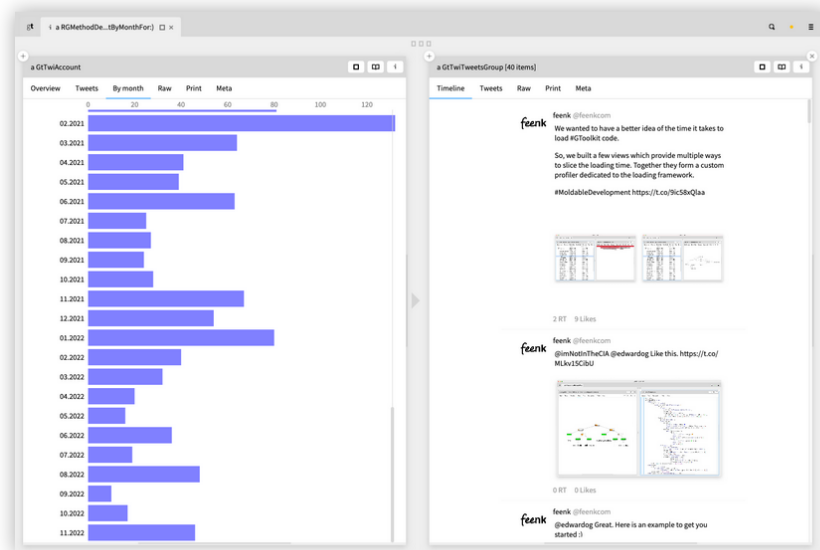 gt
a RGMethodDe...tByMonthFor:)
a GtTwiAccount
Overview Tweets By month Raw Print Meta
0 20 40 60 80 100 120
02.2021
03.2021
04.2021
05.2021
06.2021
07.2021
08.2021
09.2021
10.2021
11.2021
12.2021
01.2022
02.2022
03.2022
04.2022
05.2022
06.2022
07.2022
08.2022
09.2022
10.2022
11.2022
a GtTwiTweetsGroup [40 items]
Timeline Tweets Raw Print Meta
feenk
feenk @feenkcom
We wanted to have a better idea of the time it takes to
load #GToolkit code.
So, we built a few views which provide multiple ways
to slice the loading time. Together they form a custom
profiler dedicated to the loading framework.
#MoldableDevelopment https://t.co/9icS8xQlaa
2 RT 9 Likes
feenk
feenk @feenkcom
@imNotInTheCIA @edwardog Like this. https://t.co/
MLkv15CibU
0 RT 0 Likes
feenk
feenk @feenkcom
@edwardog Great. Here is an example to get you
started :)